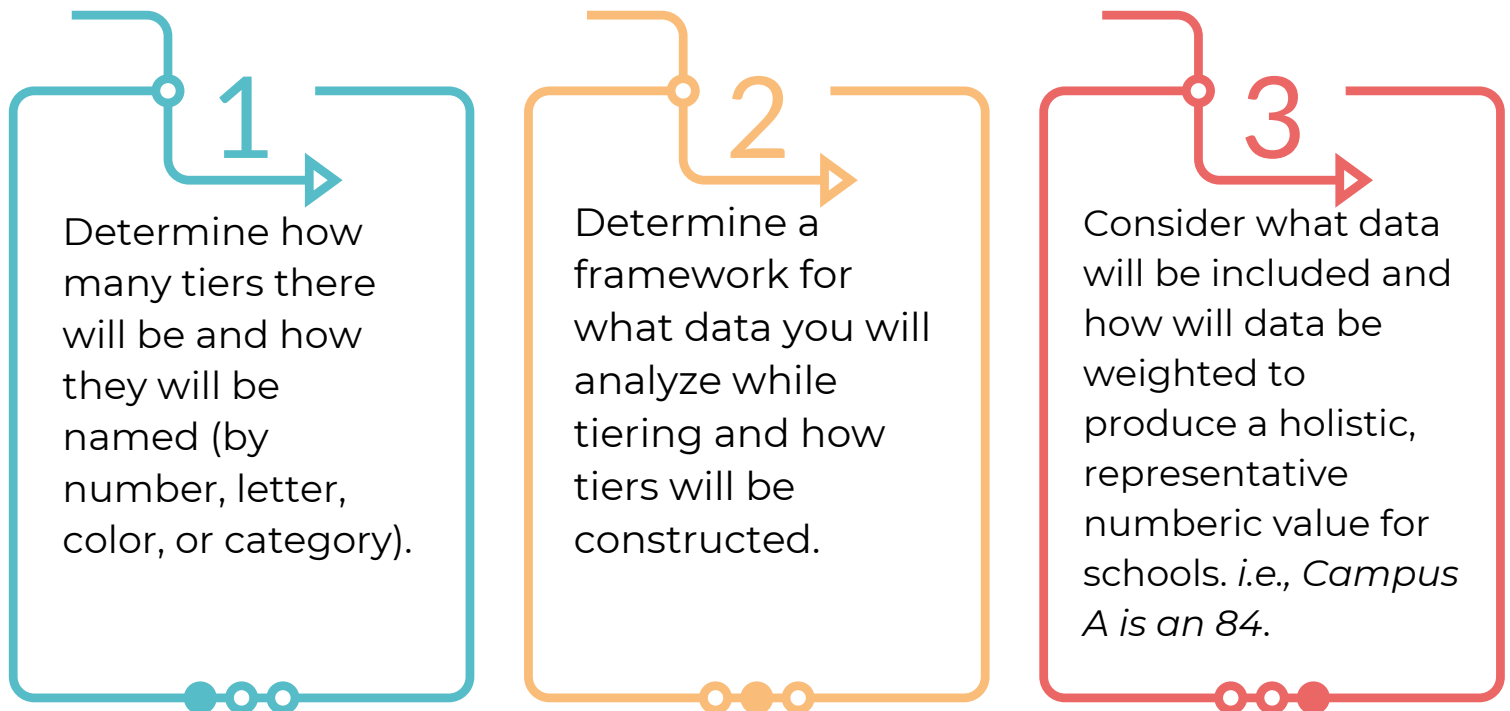 1
Determine how
many tiers there
will be and how
they will be
named (by
number, letter,
color, or category).
2
Determine a
framework for
what data you will
analyze while
tiering and how
tiers will be
constructed.
3
Consider what data
will be included and
how will data be
weighted to
produce a holistic,
representative
numberic value for
schools. i.e., Campus
A is an 84.